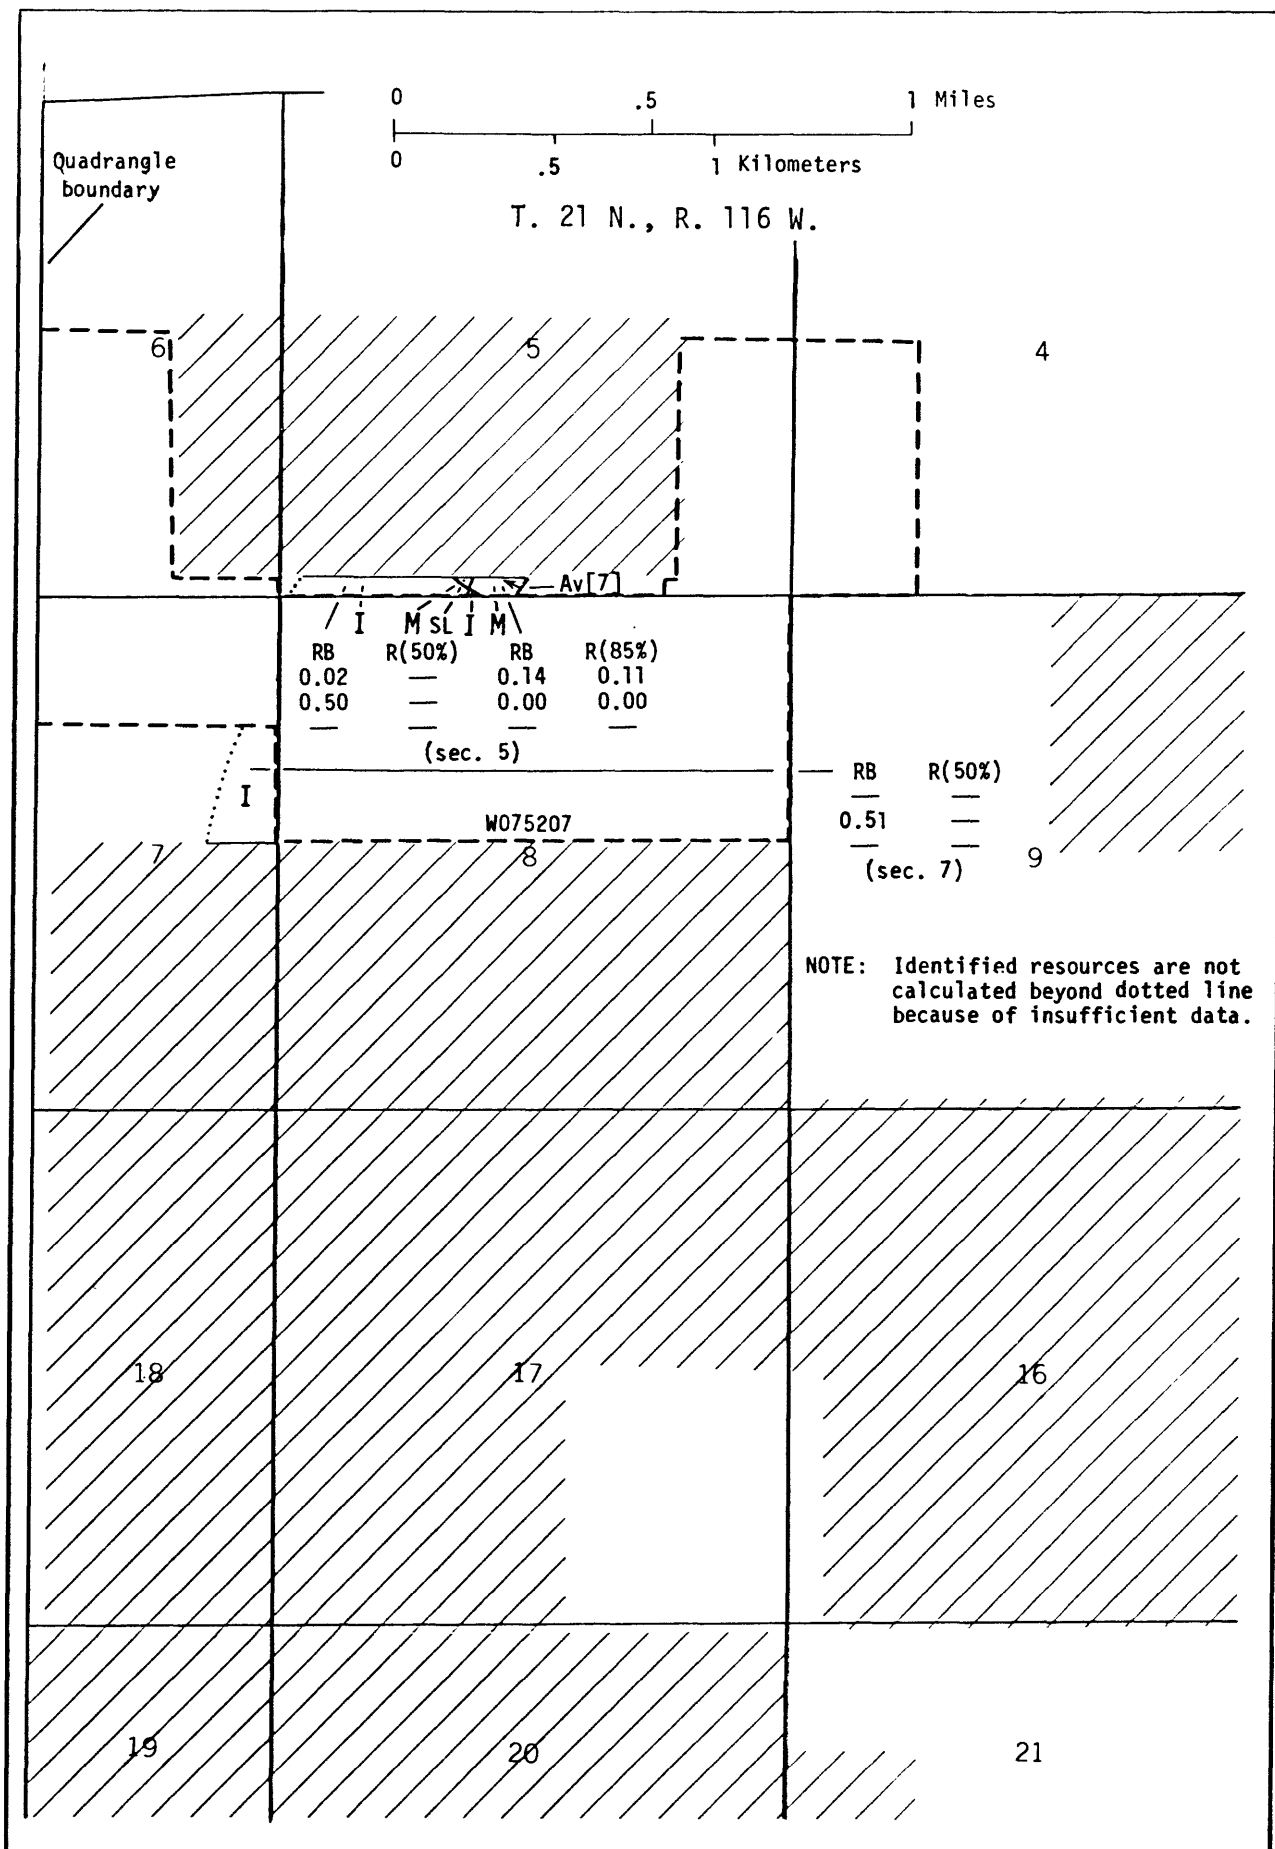 0 .5 1 Miles
0 .5 1 Kilometers
Quadrangle
boundary
T. 21 N., R. 116 W.
6 5 4
Av[7]
I M SL I M
RB R(50%) RB R(85%)
0.02 — 0.14 0.11
0.50 — 0.00 0.00
— — — —
(sec. 5)
RB R(50%)
— —
0.51 —
— —
(sec. 7)
I
W075207
7 8 9
NOTE: Identified resources are not
calculated beyond dotted line
because of insufficient data.
18 17 16
19 20 21